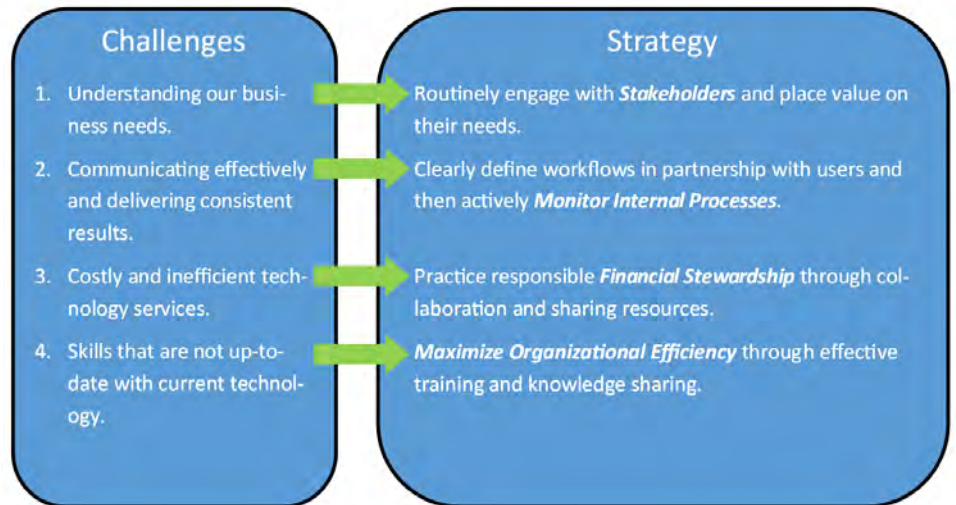 Challenges
1. Understanding our busi-
ness needs.
2. Communicating effectively
and delivering consistent
results.
3. Costly and inefficient tech-
nology services.
4. Skills that are not up-to-
date with current technol-
ogy.
Strategy
Routinely engage with Stakeholders and place value on
their needs.
Clearly define workflows in partnership with users and
then actively Monitor Internal Processes.
Practice responsible Financial Stewardship through col-
laboration and sharing resources.
Maximize Organizational Efficiency through effective
training and knowledge sharing.